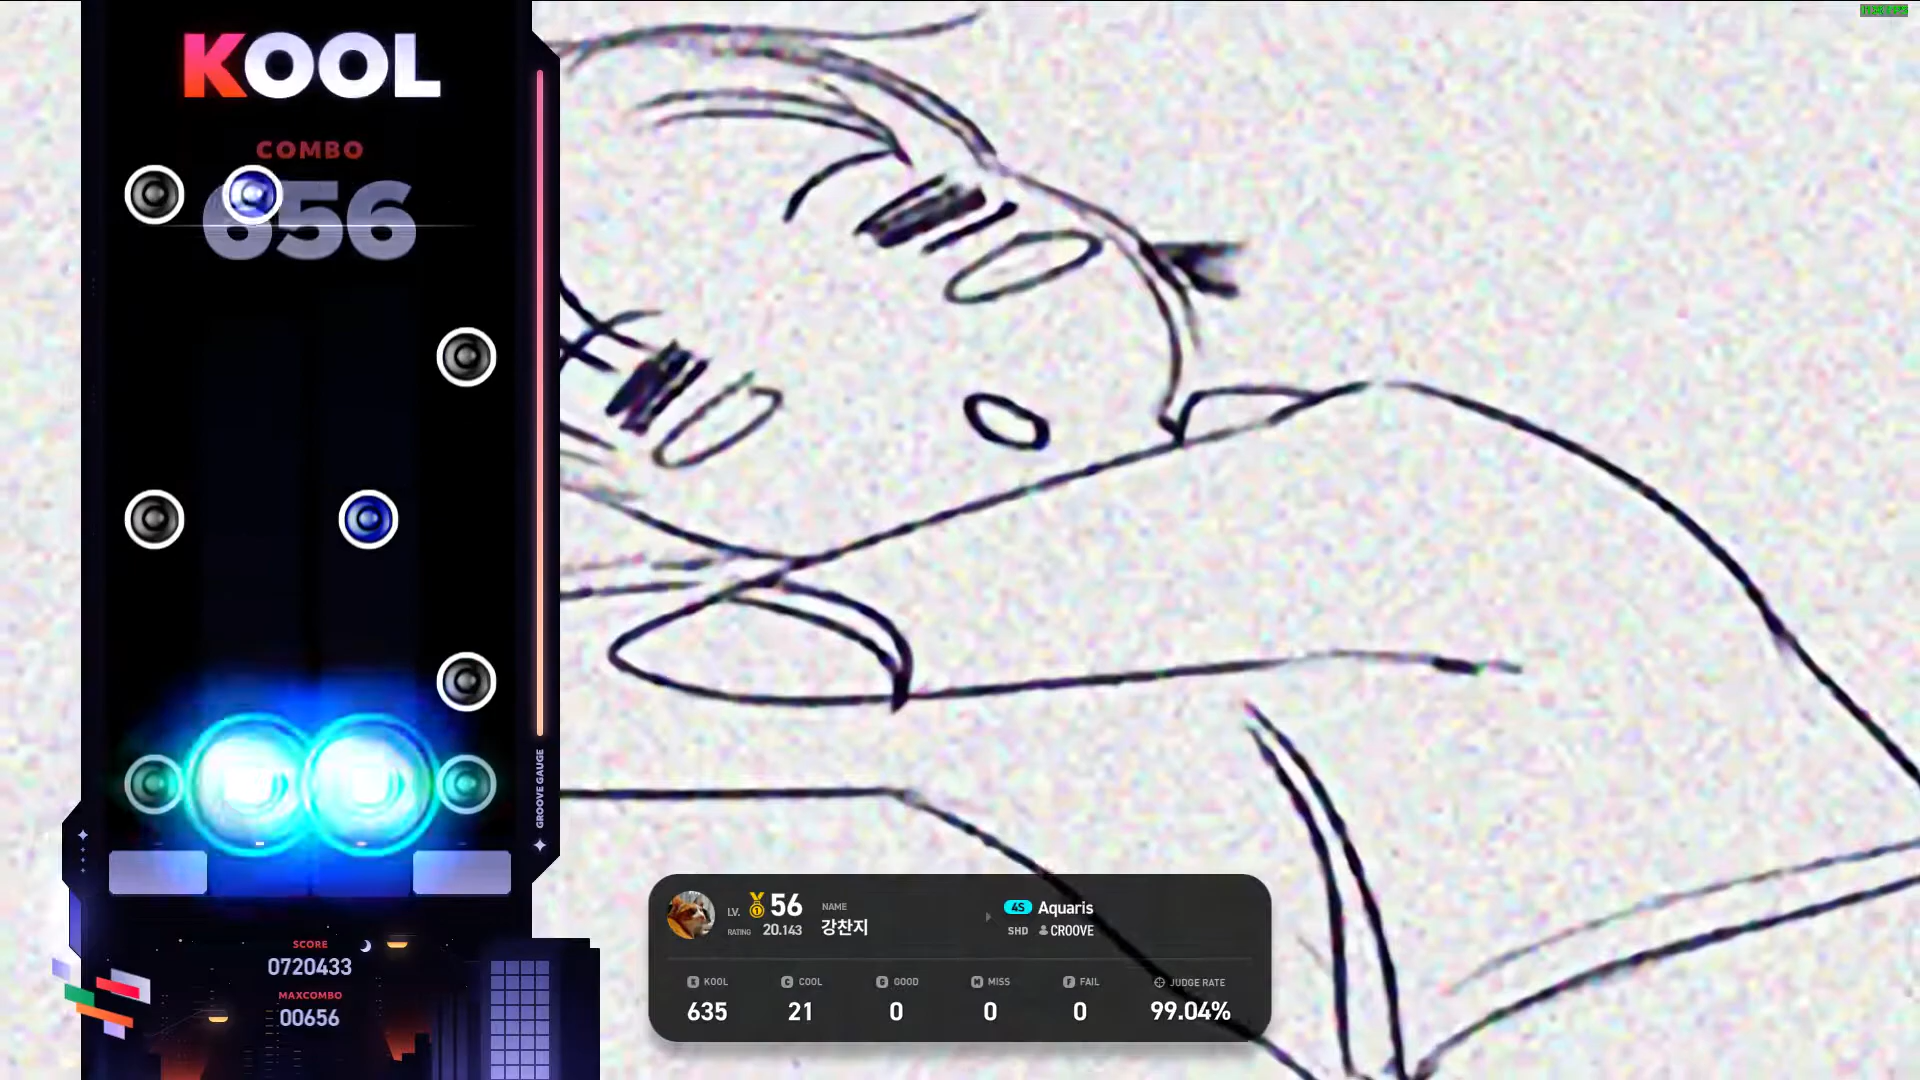 KOOL
COMBO
656
GROOVE GAUGE
SCORE
0720433
MAXCOMBO
00656
LV. 1 56
RATING 20.143
NAME
강찬지
4S Aquaris
SHD CROOVE
K KOOL
635
C COOL
21
G GOOD
0
M MISS
0
F FAIL
0
JUDGE RATE
99.04%